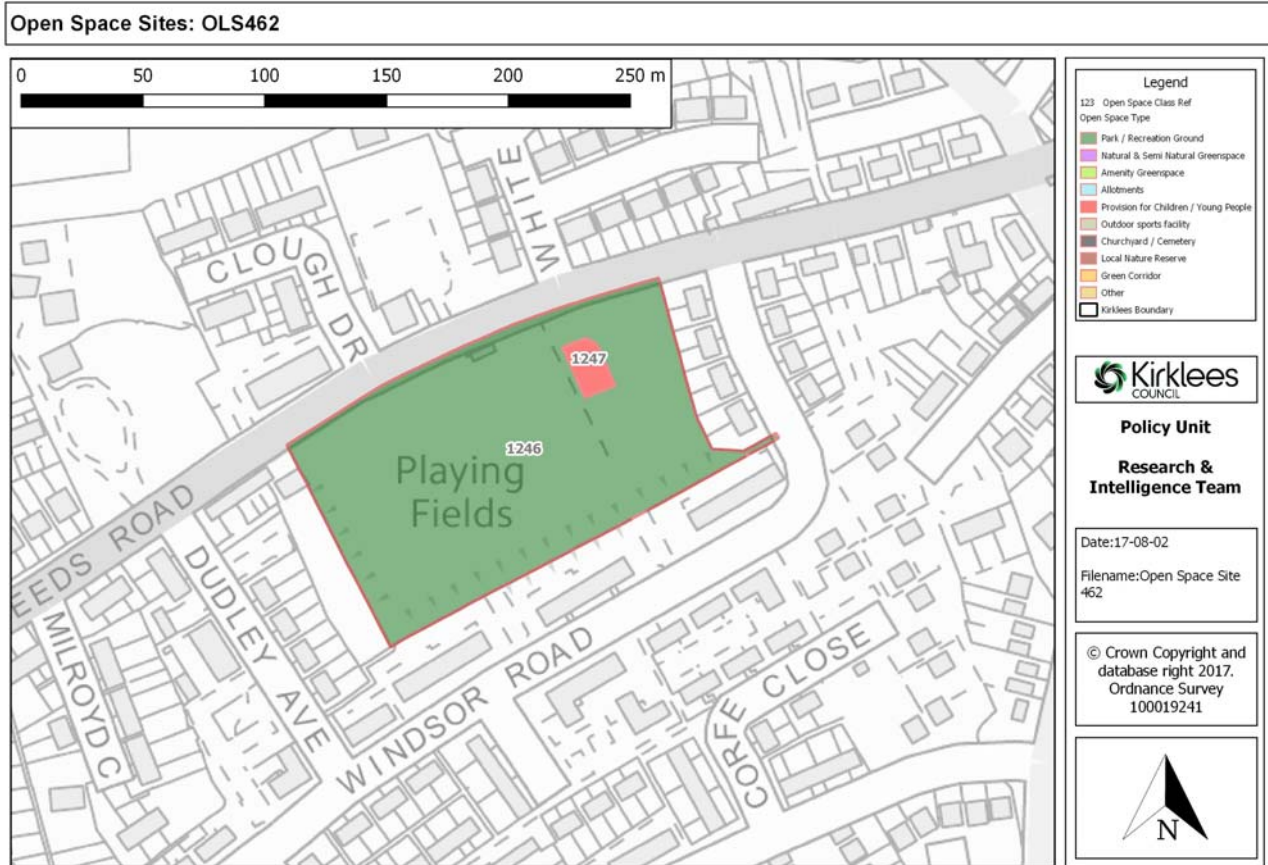 Open Space Sites: OLS462
0 50 100 150 200 250 m
WHITE
CLOUGH DR
1247
1246
Playing
Fields
EEDS ROAD
DUDLEY AVE
MILROYD C
WINDSOR ROAD
CORFE CLOSE
Legend
123 Open Space Class Ref
Open Space Type
Park / Recreation Ground
Natural & Semi Natural Greenspace
Amenity Greenspace
Allotments
Provision for Children / Young People
Outdoor sports facility
Churchyard / Cemetery
Local Nature Reserve
Green Corridor
Other
Kirklees Boundary
Kirklees
COUNCIL
Policy Unit
Research &
Intelligence Team
Date:17-08-02
Filename:Open Space Site
462
© Crown Copyright and
database right 2017.
Ordnance Survey
100019241
N